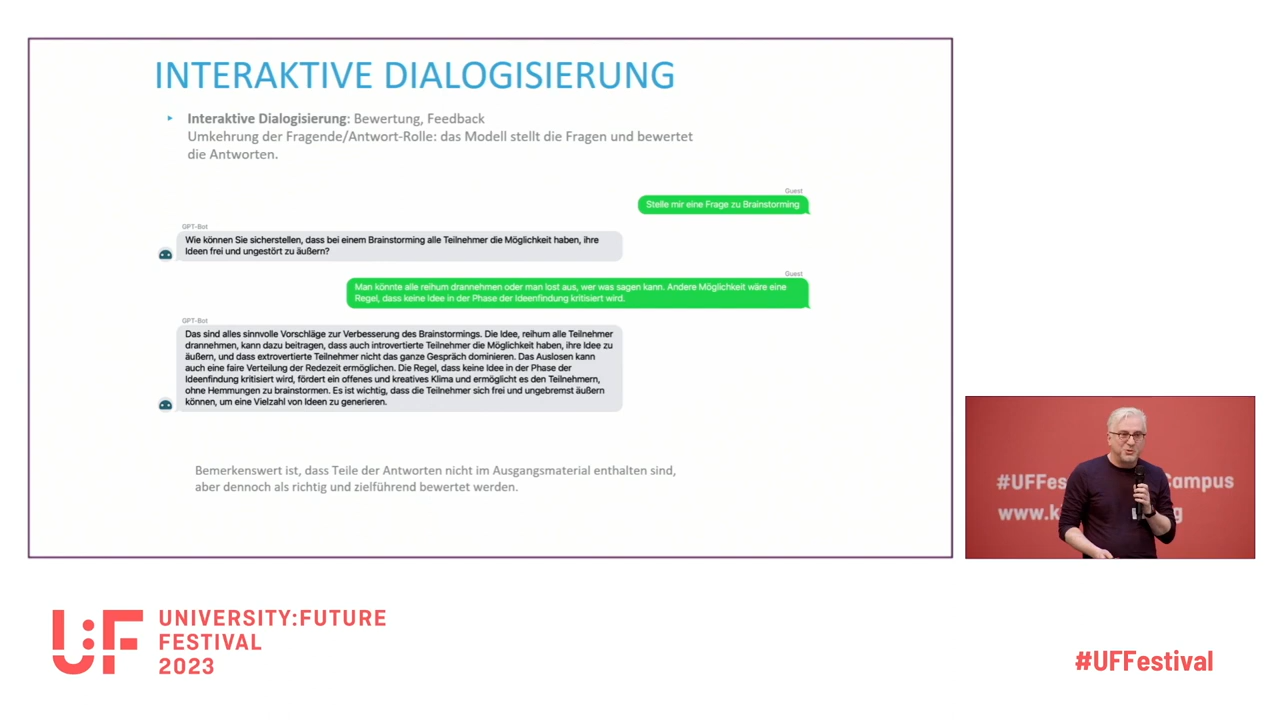 INTERAKTIVE DIALOGISIERUNG
Interaktive Dialogisierung: Bewertung, Feedback
Umkehrung der Fragende/Antwort-Rolle: das Modell stellt die Fragen und bewertet
die Antworten.
Guest
Stelle mir eine Frage zu Brainstorming
GPT-Bot
Wie können Sie sicherstellen, dass bei einem Brainstorming alle Teilnehmer die Möglichkeit haben, ihre
Ideen frei und ungestört zu äußern?
Guest
Man könnte alle reihum drannehmen oder man lost aus, wer was sagen kann. Andere Möglichkeit wäre eine
Regel, dass keine Idee in der Phase der Ideenfindung kritisiert wird.
GPT-Bot
Das sind alles sinnvolle Vorschläge zur Verbesserung des Brainstormings. Die Idee, reihum alle Teilnehmer
drannehmen, kann dazu beitragen, dass auch introvertierte Teilnehmer die Möglichkeit haben, ihre Idee zu
äußern, und dass extrovertierte Teilnehmer nicht das ganze Gespräch dominieren. Das Auslosen kann
auch eine faire Verteilung der Redezeit ermöglichen. Die Regel, dass keine Idee in der Phase der
Ideenfindung kritisiert wird, fördert ein offenes und kreatives Klima und ermöglicht es den Teilnehmern,
ohne Hemmungen zu brainstormen. Es ist wichtig, dass die Teilnehmer sich frei und ungebremst äußern
können, um eine Vielzahl von Ideen zu generieren.
Bemerkenswert ist, dass Teile der Antworten nicht im Ausgangsmaterial enthalten sind,
aber dennoch als richtig und zielführend bewertet werden.
#UFFes Campus
www.k g
U:F
UNIVERSITY:FUTURE
FESTIVAL
2023
#UFFestival